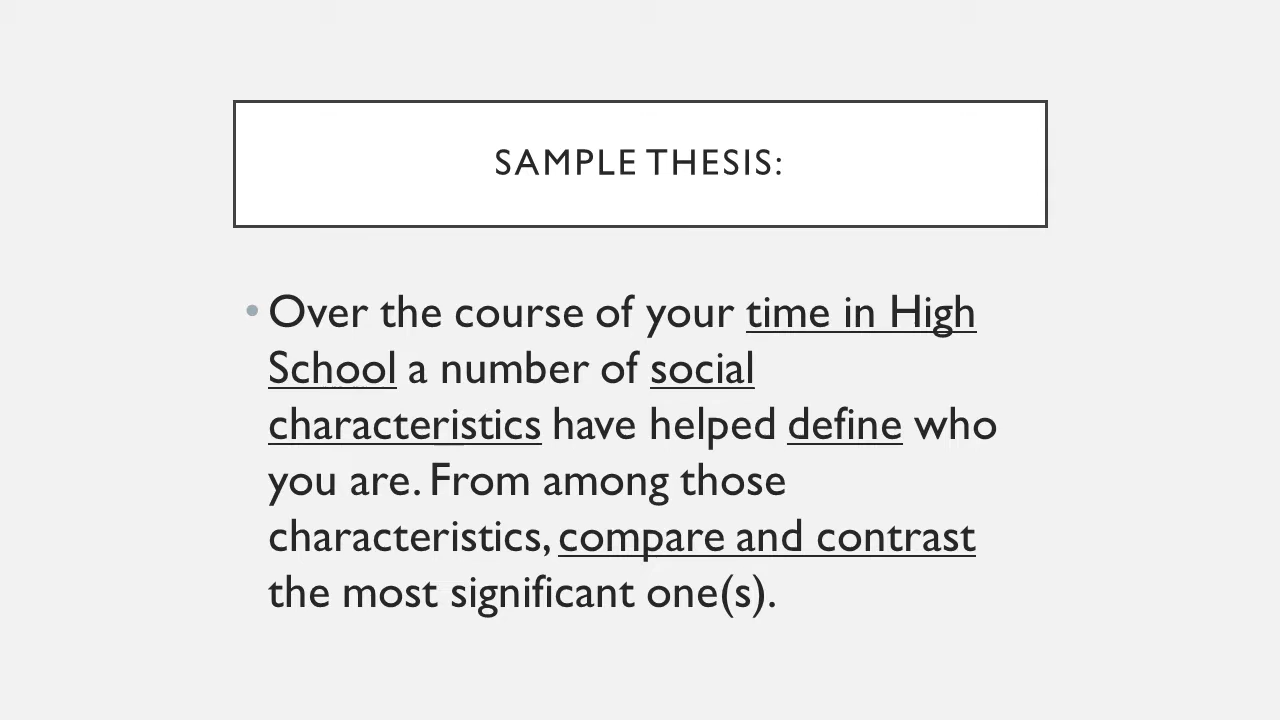 SAMPLE THESIS:
• Over the course of your time in High
School a number of social
characteristics have helped define who
you are. From among those
characteristics, compare and contrast
the most significant one(s).